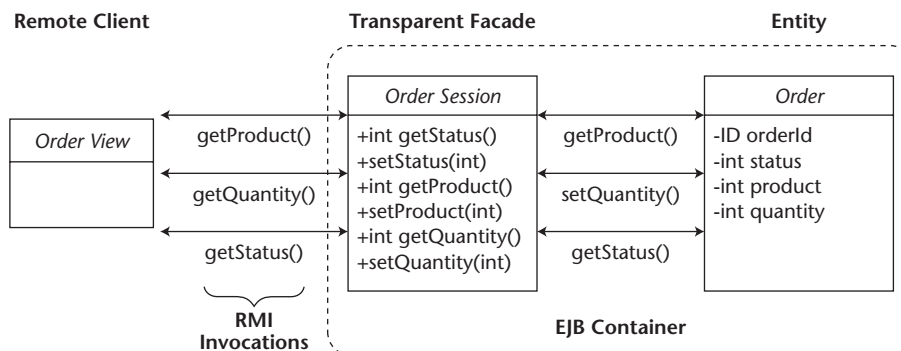 Remote Client
Transparent Facade
Entity
Order View
getProduct()
getQuantity()
getStatus()
RMI
Invocations
Order Session
+int getStatus()
+setStatus(int)
+int getProduct()
+setProduct(int)
+int getQuantity()
+setQuantity(int)
getProduct()
setQuantity()
getStatus()
Order
-ID orderId
-int status
-int product
-int quantity
EJB Container